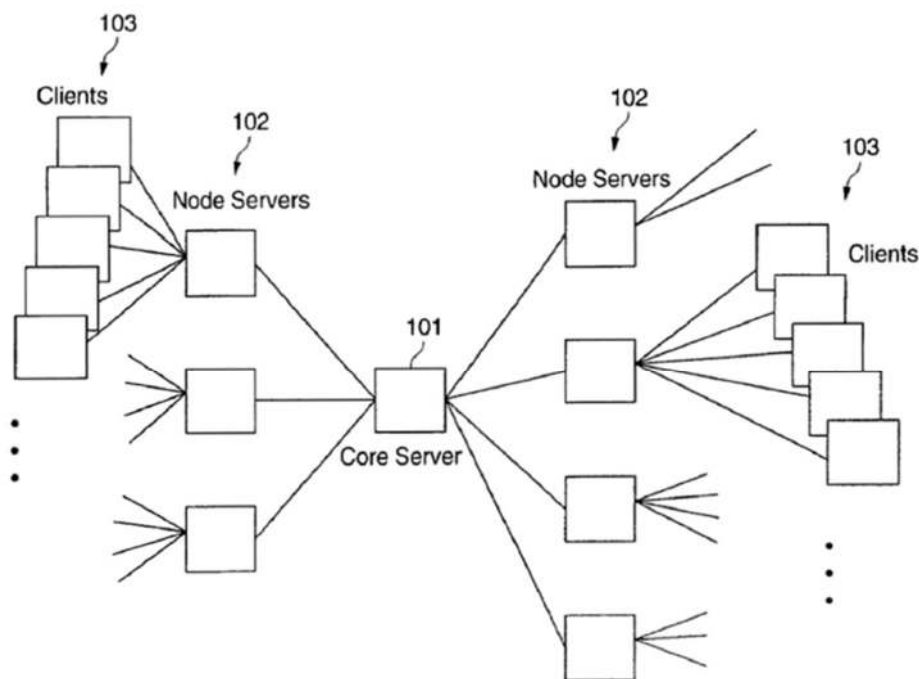 103
Clients
102
Node Servers
102
Node Servers
103
Clients
101
Core Server